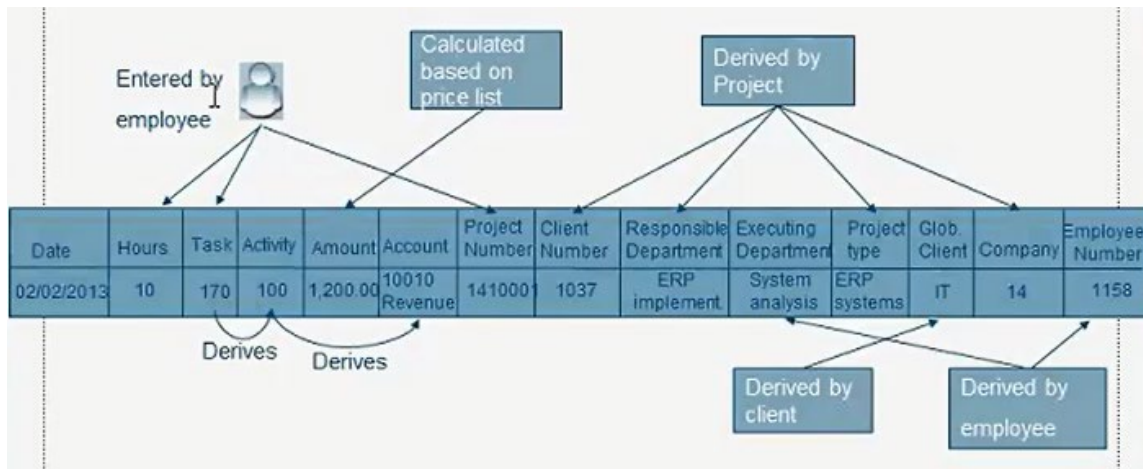 Entered by
employee
Calculated
based on
price list
Derived by
Project
Date
Hours
Task
Activity
Amount
Account
Project
Number
Client
Number
Responsible
Department
Executing
Department
Project
type
Glob.
Client
Company
Employee
Number
02/02/2013
10
170
100
1,200.00
10010
Revenue
1410001
1037
ERP
implement.
System
analysis
ERP
systems
IT
14
1158
Derives
Derives
Derived by
client
Derived by
employee